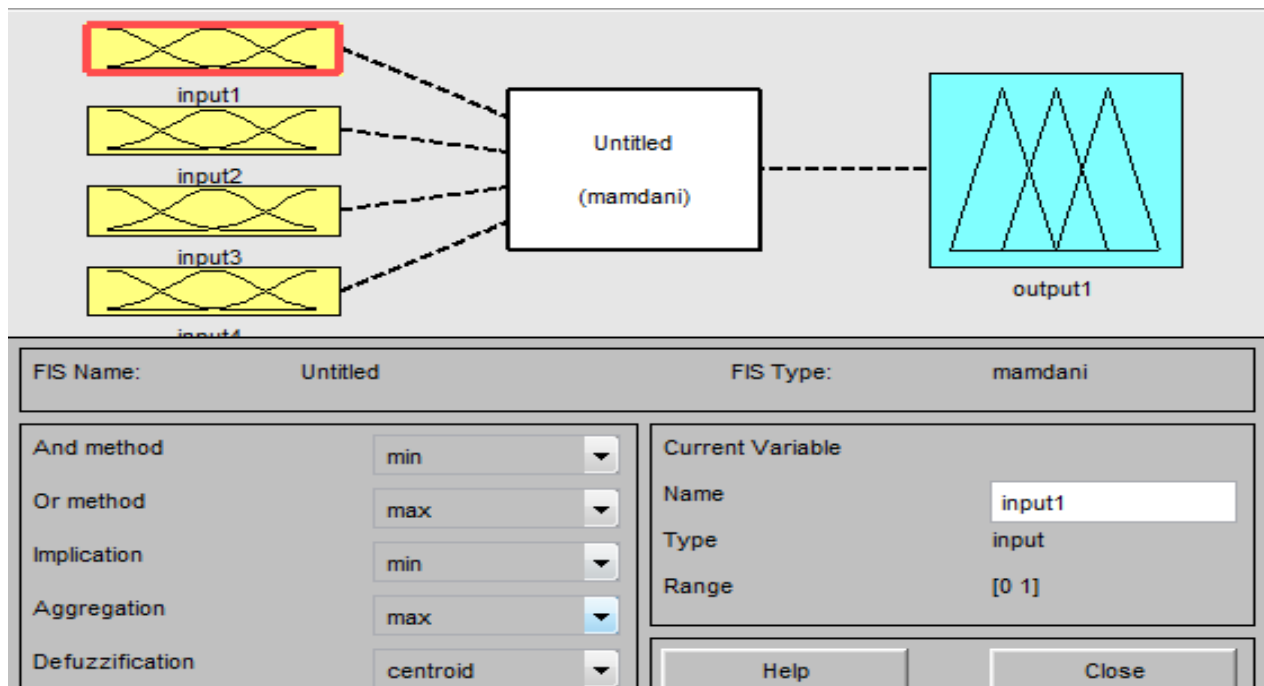 input1
input2
input3
input4
Untitled
(mamdani)
output1
FIS Name: Untitled FIS Type: mamdani
And method min
Or method max
Implication min
Aggregation max
Defuzzification centroid
Current Variable
Name input1
Type input
Range [0 1]
Help Close